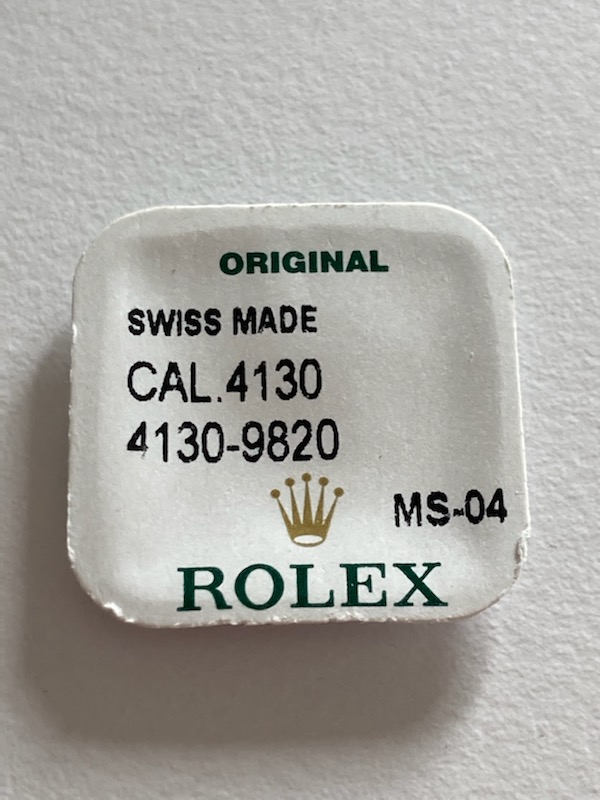 ORIGINAL
SWISS MADE
CAL.4130
4130-9820
MS-04
ROLEX